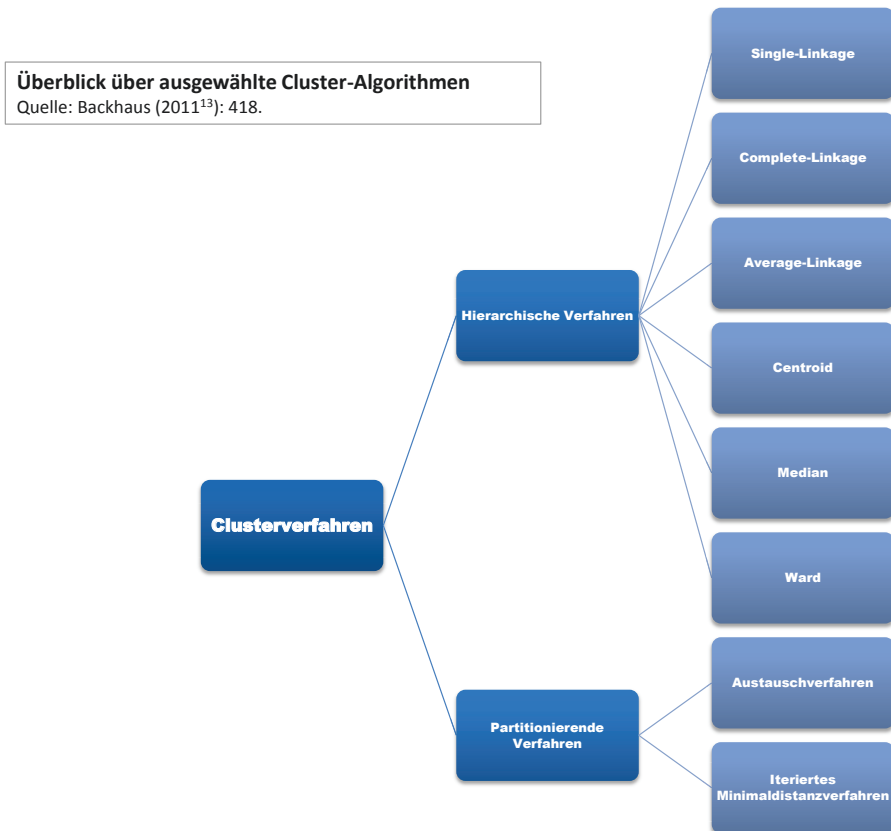 Überblick über ausgewählte Cluster-Algorithmen
Quelle: Backhaus (2011¹³): 418.
Single-Linkage
Complete-Linkage
Average-Linkage
Hierarchische Verfahren
Centroid
Median
Clusterverfahren
Ward
Austauschverfahren
Partitionierende
Verfahren
Iteriertes
Minimaldistanzverfahren